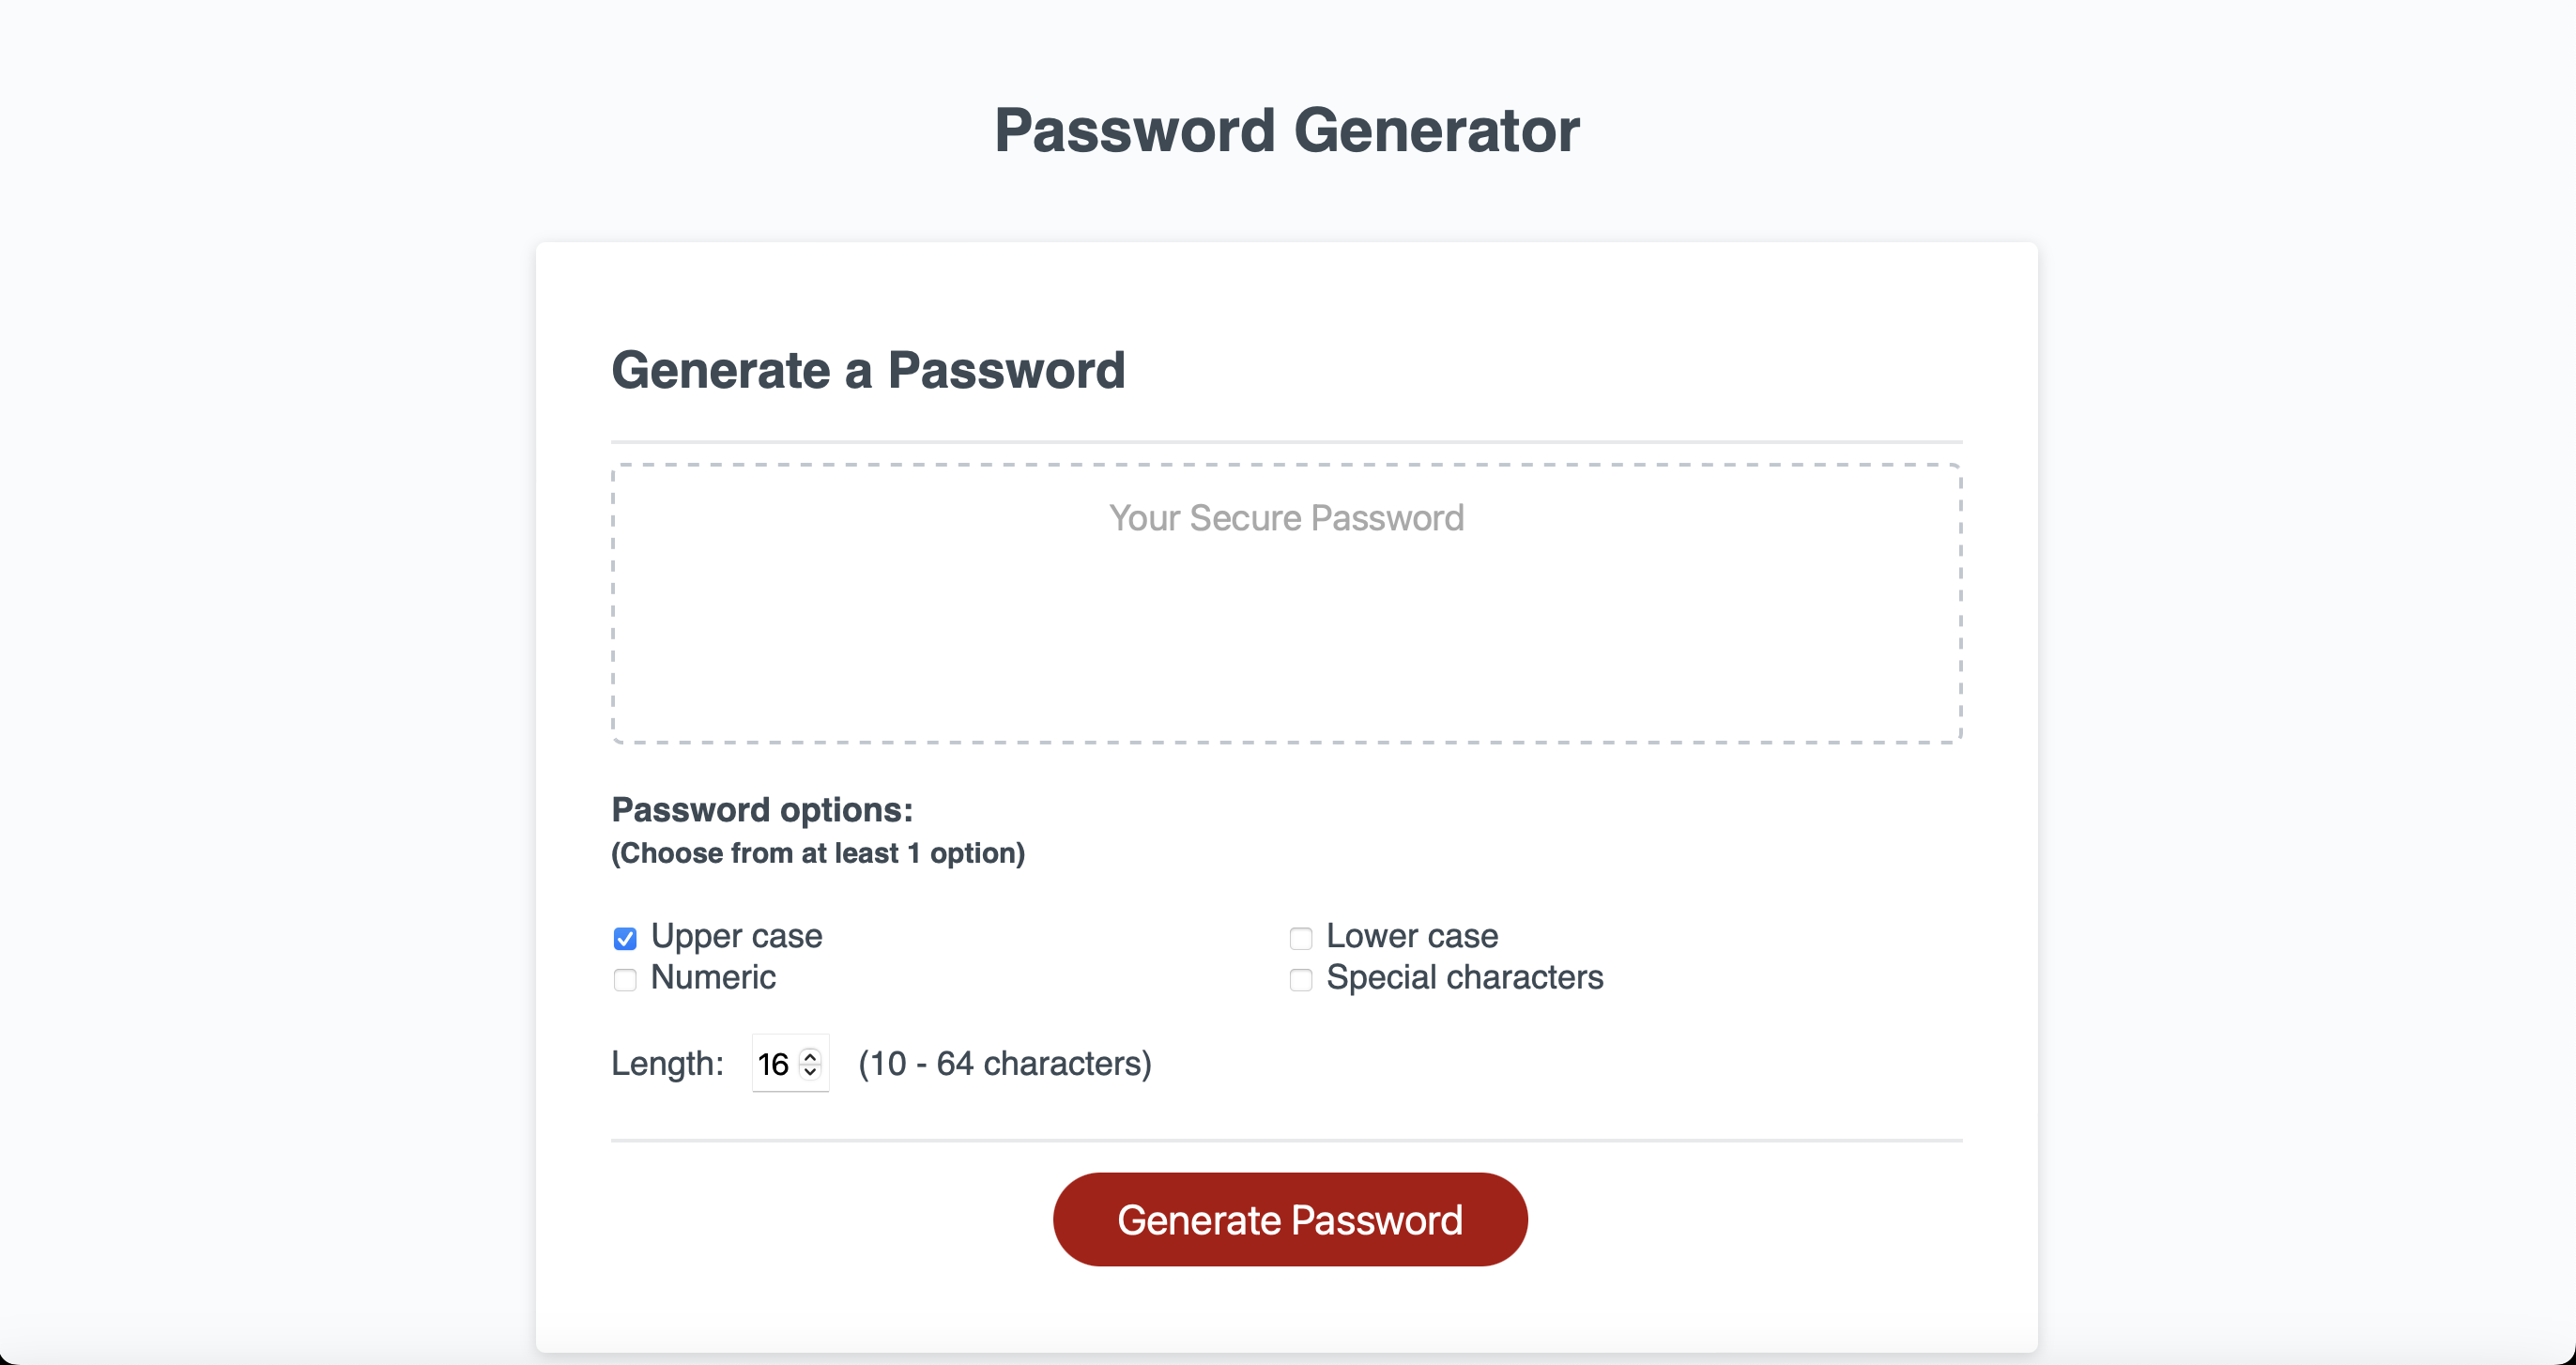 Password Generator
Generate a Password
Your Secure Password
Password options:
(Choose from at least 1 option)
Upper case
Lower case
Numeric
Special characters
Length: 16 (10 - 64 characters)
Generate Password